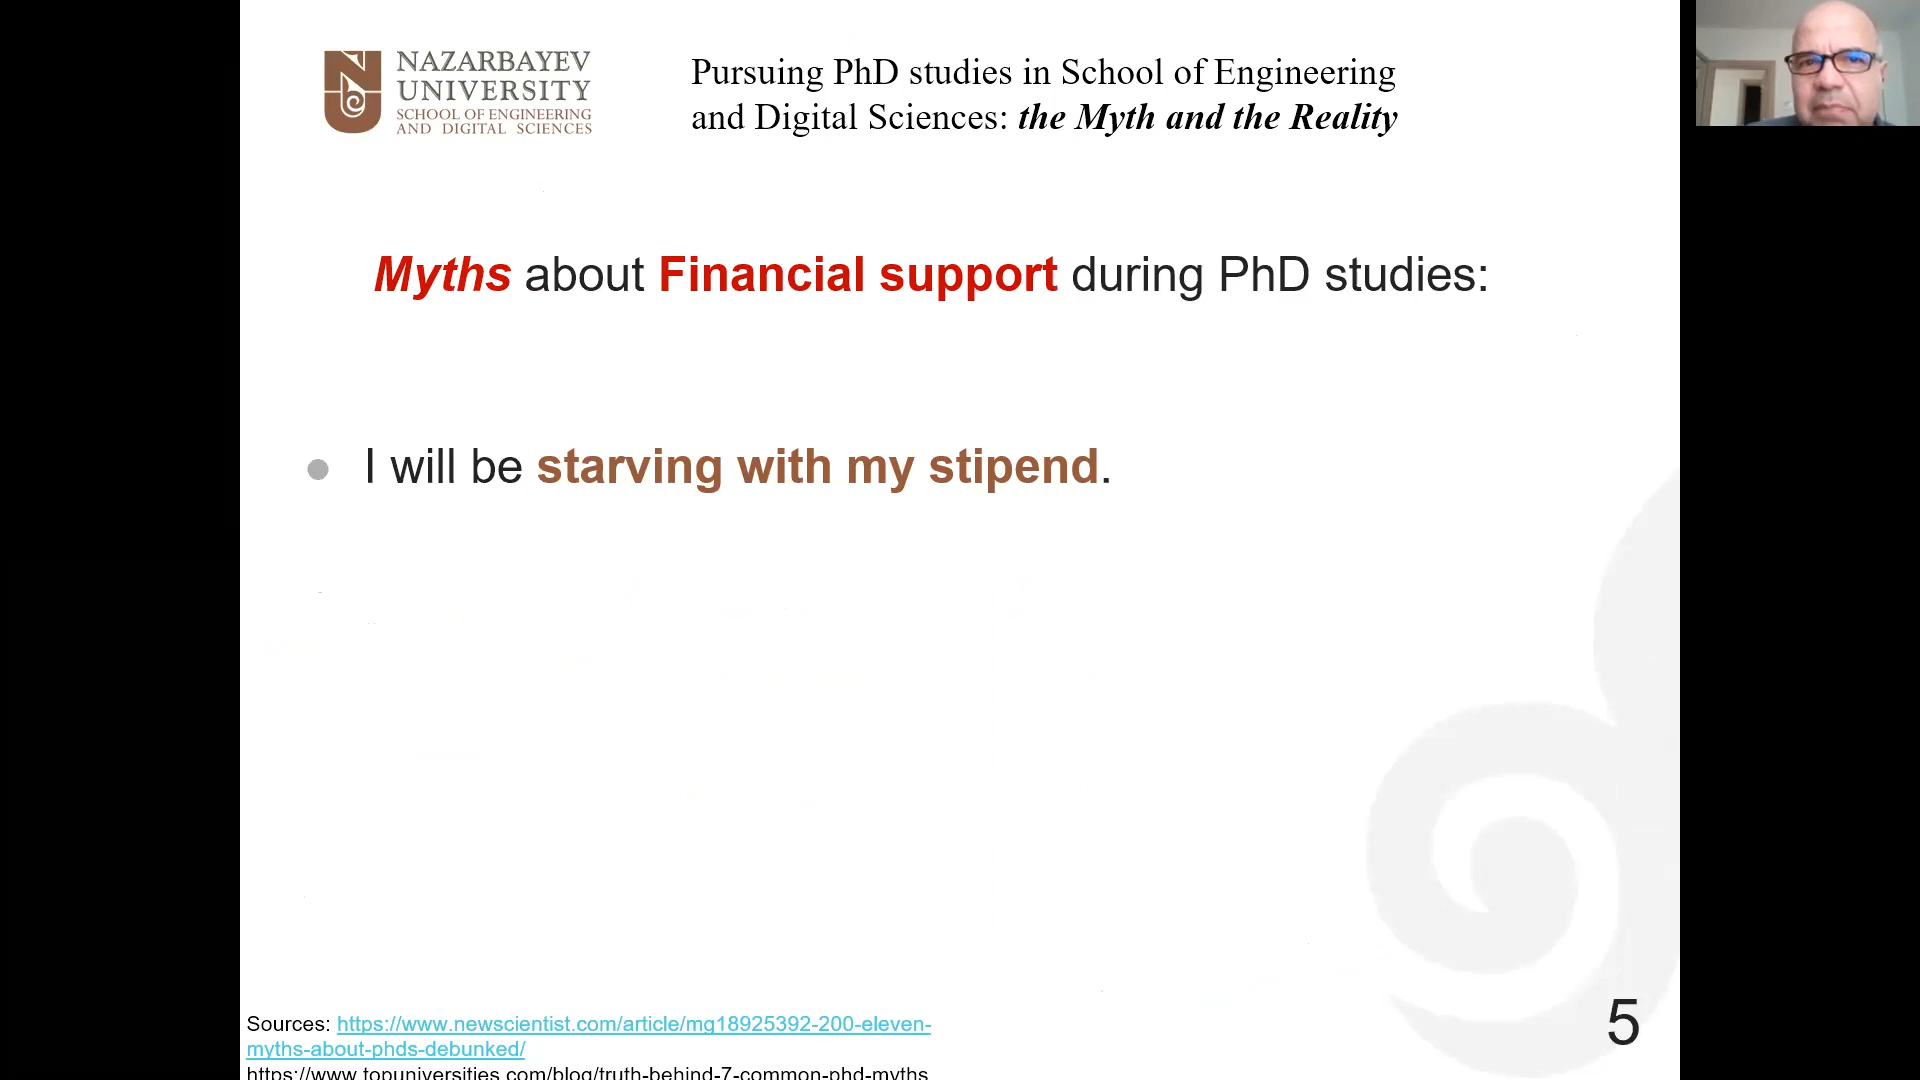 NAZARBAYEV
UNIVERSITY
SCHOOL OF ENGINEERING
AND DIGITAL SCIENCES
Pursuing PhD studies in School of Engineering
and Digital Sciences: the Myth and the Reality
Myths about Financial support during PhD studies:
I will be starving with my stipend.
Sources: https://www.newscientist.com/article/mg18925392-200-eleven-
myths-about-phds-debunked/
https://www.topuniversities.com/blog/truth-behind-7-common-phd-myths
5